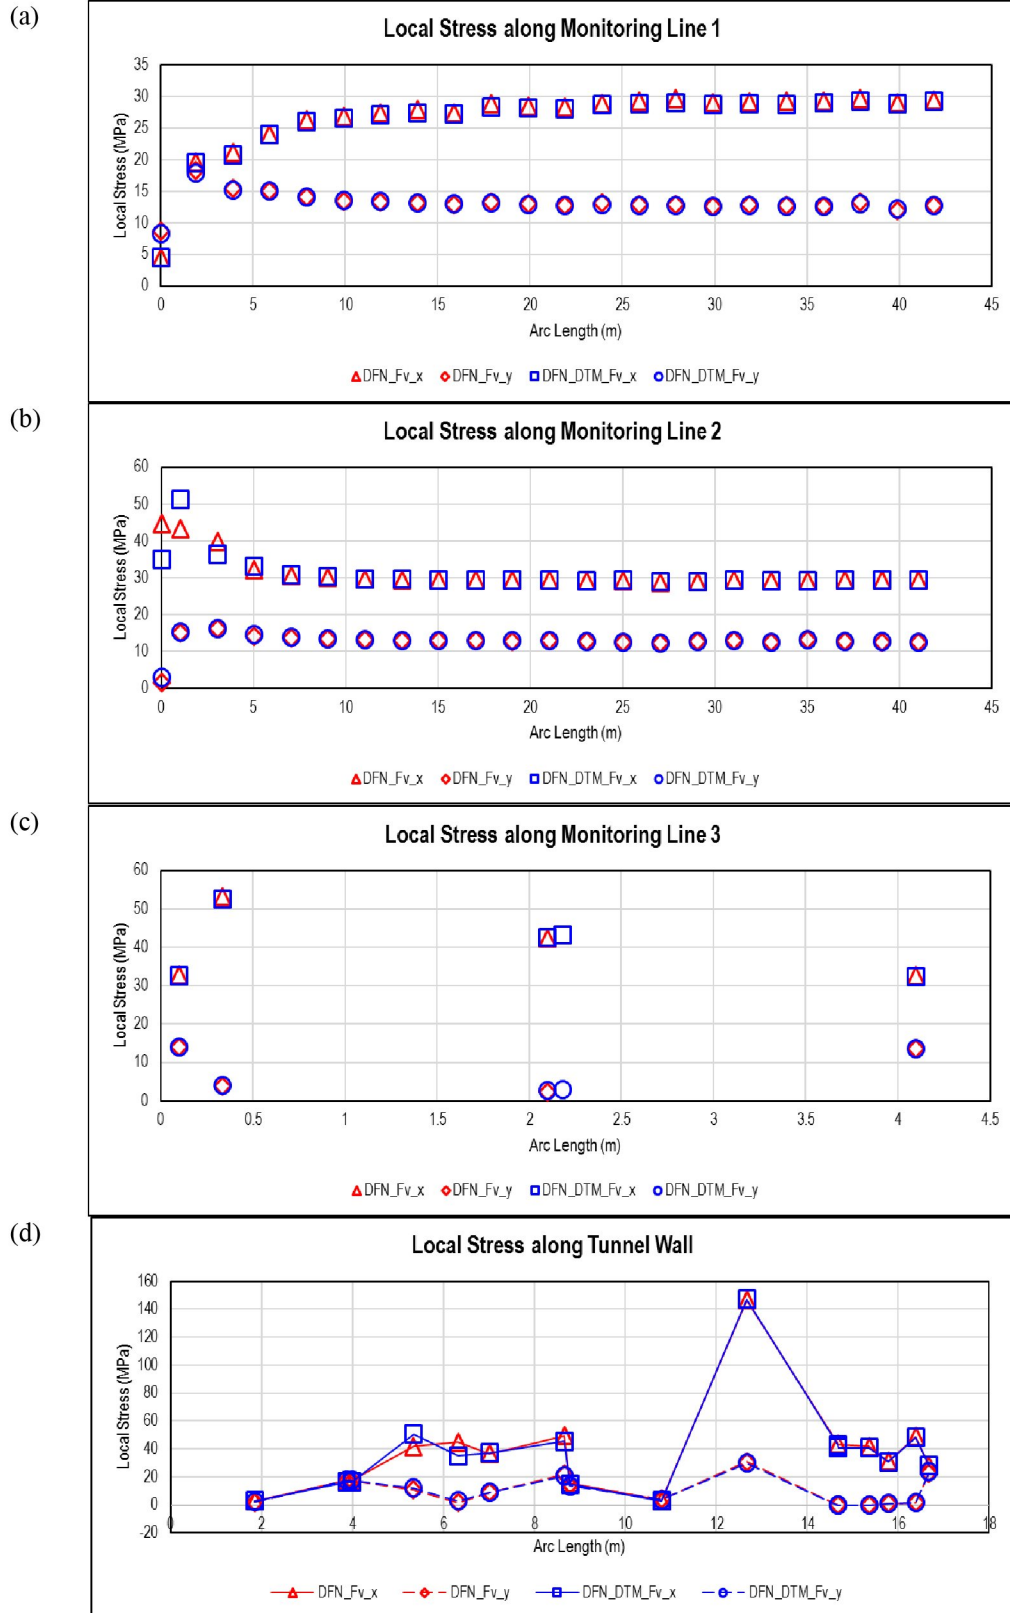 (a)
Local Stress along Monitoring Line 1
Local Stress (MPa)
35
30
25
20
15
10
5
0
0 5 10 15 20 25 30 35 40 45
Arc Length (m)
DFN_Fv_x DFN_Fv_y DFN_DTM_Fv_x DFN_DTM_Fv_y
(b)
Local Stress along Monitoring Line 2
Local Stress (MPa)
60
50
40
30
20
10
0
0 5 10 15 20 25 30 35 40 45
Arc Length (m)
DFN_Fv_x DFN_Fv_y DFN_DTM_Fv_x DFN_DTM_Fv_y
(c)
Local Stress along Monitoring Line 3
Local Stress (MPa)
60
50
40
30
20
10
0
0 0.5 1 1.5 2 2.5 3 3.5 4 4.5
Arc Length (m)
DFN_Fv_x DFN_Fv_y DFN_DTM_Fv_x DFN_DTM_Fv_y
(d)
Local Stress along Tunnel Wall
Local Stress (MPa)
160
140
120
100
80
60
40
20
0
-20
0 2 4 6 8 10 12 14 16 18
Arc Length (m)
DFN_Fv_x DFN_Fv_y DFN_DTM_Fv_x DFN_DTM_Fv_y